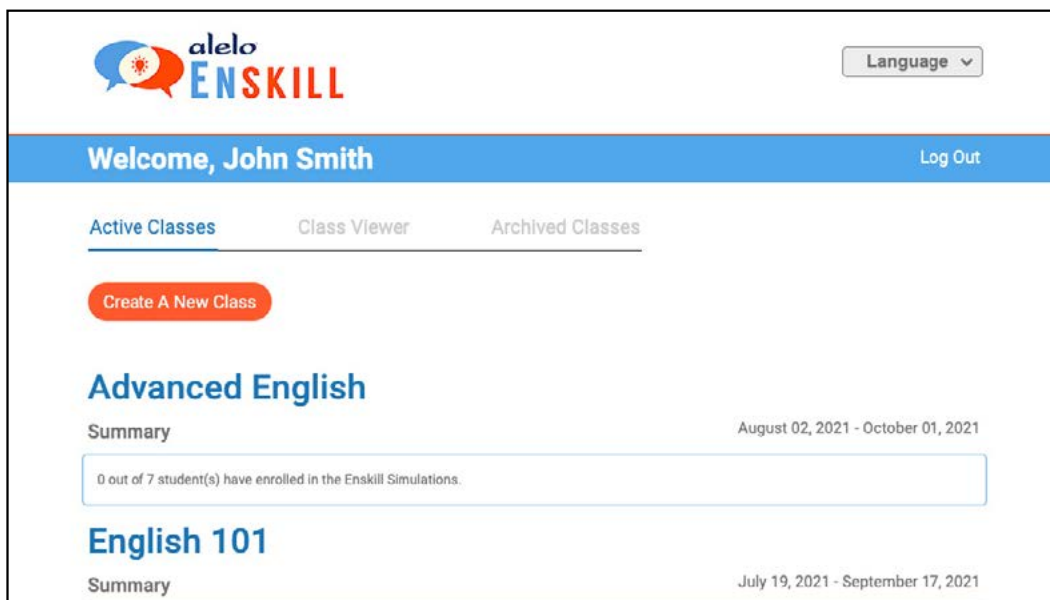 alelo
ENSKILL
Language
Welcome, John Smith
Log Out
Active Classes
Class Viewer
Archived Classes
Create A New Class
Advanced English
Summary
August 02, 2021 - October 01, 2021
0 out of 7 student(s) have enrolled in the Enskill Simulations.
English 101
Summary
July 19, 2021 - September 17, 2021